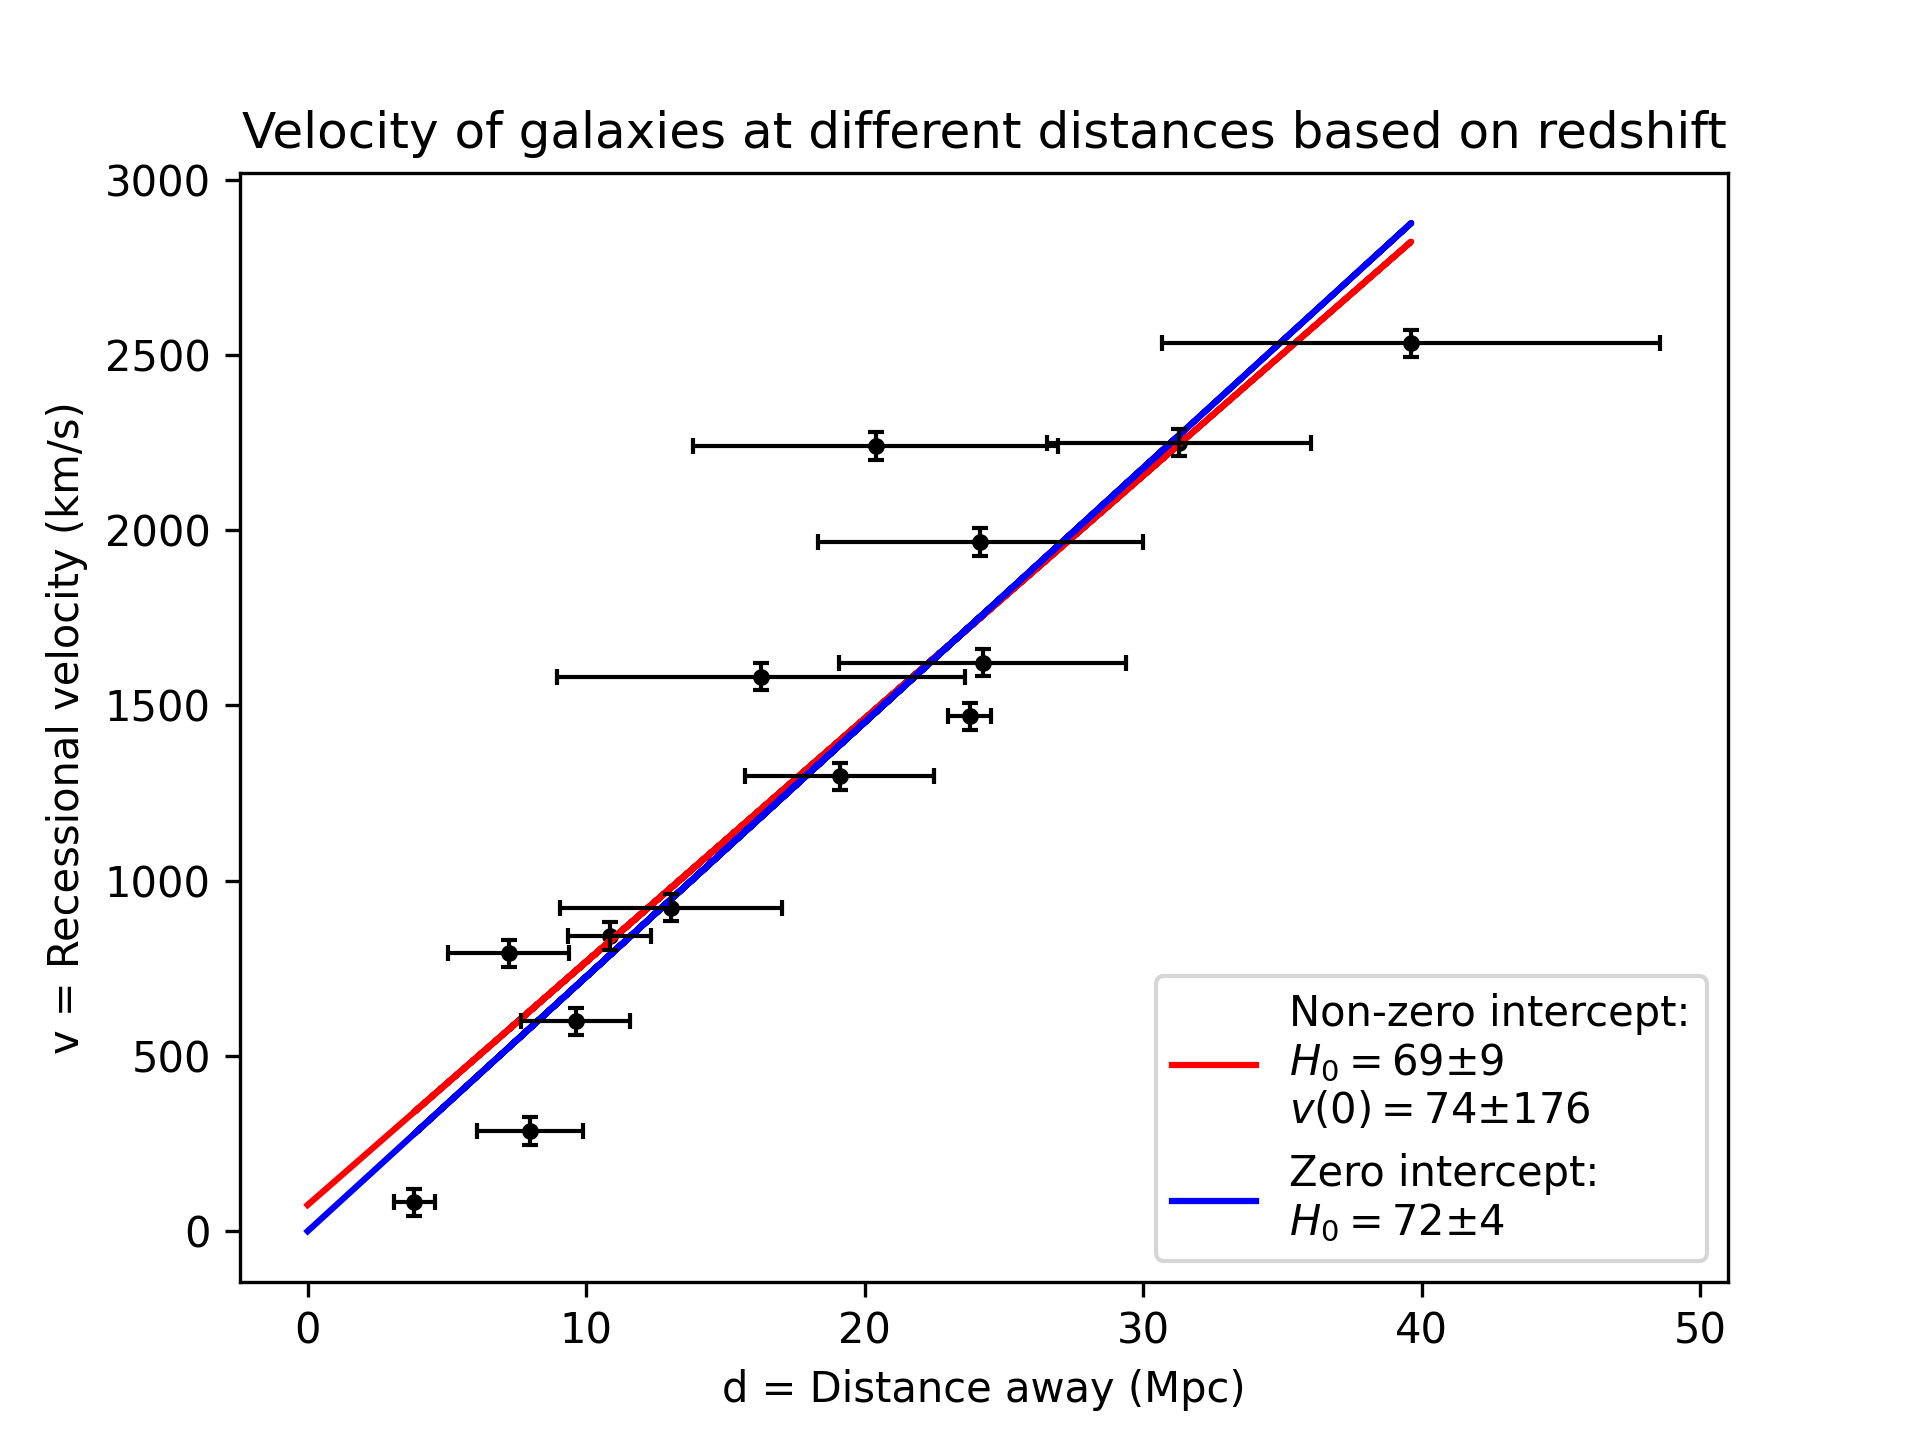 Velocity of galaxies at different distances based on redshift
3000
2500
2000
1500
1000
500
0
v = Recessional velocity (km/s)
Non-zero intercept:
H₀ = 69±9
v(0) = 74±176
Zero intercept:
H₀ = 72±4
0 10 20 30 40 50
d = Distance away (Mpc)